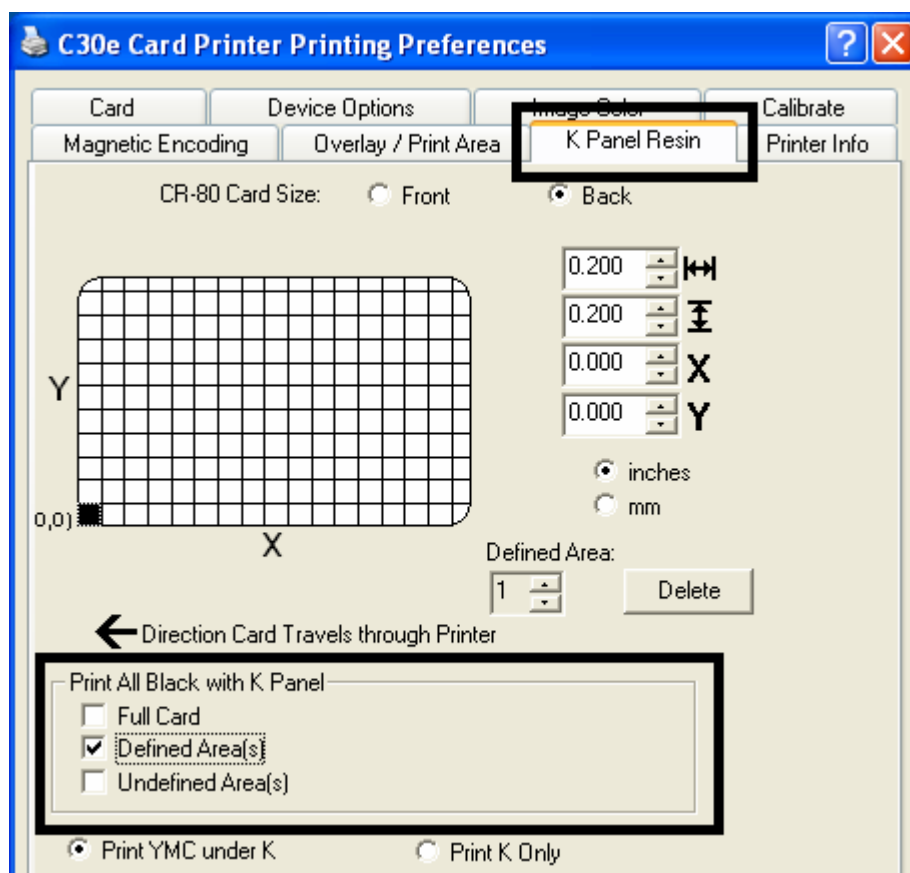 C30e Card Printer Printing Preferences
Card Device Options Image Color Calibrate
Magnetic Encoding Overlay / Print Area K Panel Resin Printer Info
CR-80 Card Size: Front Back
0.200
0.200
0.000 X
Y
0.000 Y
inches
0,0)
mm
X
Defined Area:
1 Delete
Direction Card Travels through Printer
Print All Black with K Panel
Full Card
Defined Area(s)
Undefined Area(s)
Print YMC under K Print K Only